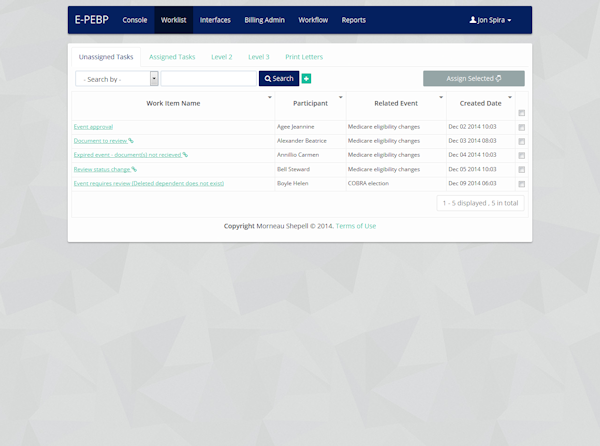 E-PEBP Console Worklist Interfaces Billing Admin Workflow Reports Jon Spira
Unassigned Tasks Assigned Tasks Level 2 Level 3 Print Letters
- Search by - Search Assign Selected
Work Item Name Participant Related Event Created Date
Event approval Agee Jeannine Medicare eligibility changes Dec 02 2014 10:03
Document to review Alexander Beatrice Medicare eligibility changes Dec 03 2014 08:03
Expired event - document(s) not recieved Annillio Carmen Medicare eligibility changes Dec 04 2014 10:03
Review status change Bell Steward Medicare eligibility changes Dec 05 2014 10:03
Event requires review (Deleted dependent does not exist) Boyle Helen COBRA election Dec 09 2014 06:03
1 - 5 displayed , 5 in total
Copyright Morneau Shepell © 2014. Terms of Use